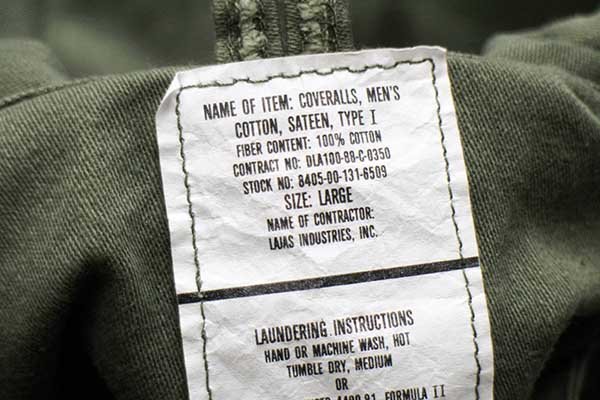 NAME OF ITEM: COVERALLS, MEN'S
COTTON, SATEEN, TYPE I
FIBER CONTENT: 100% COTTON
CONTRACT NO: DLA100-88-C-0350
STOCK NO: 8405-00-131-6509
SIZE: LARGE
NAME OF CONTRACTOR:
LAJAS INDUSTRIES, INC.
LAUNDERING INSTRUCTIONS
HAND OR MACHINE WASH, HOT
TUMBLE DRY, MEDIUM
OR
FORMULA II